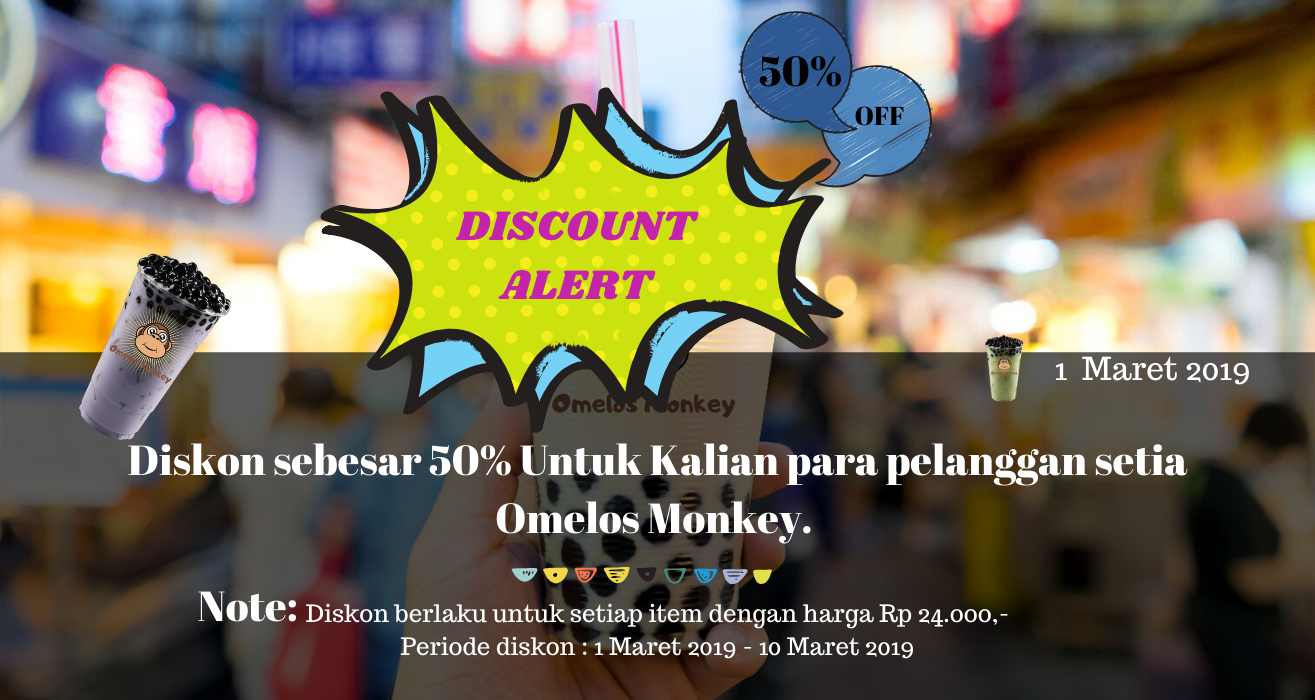 50%
OFF
DISCOUNT
ALERT
Omelos Monkey
1 Maret 2019
Omelos Monkey
Diskon sebesar 50% Untuk Kalian para pelanggan setia
Omelos Monkey.
Note: Diskon berlaku untuk setiap item dengan harga Rp 24.000,-
Periode diskon : 1 Maret 2019 - 10 Maret 2019